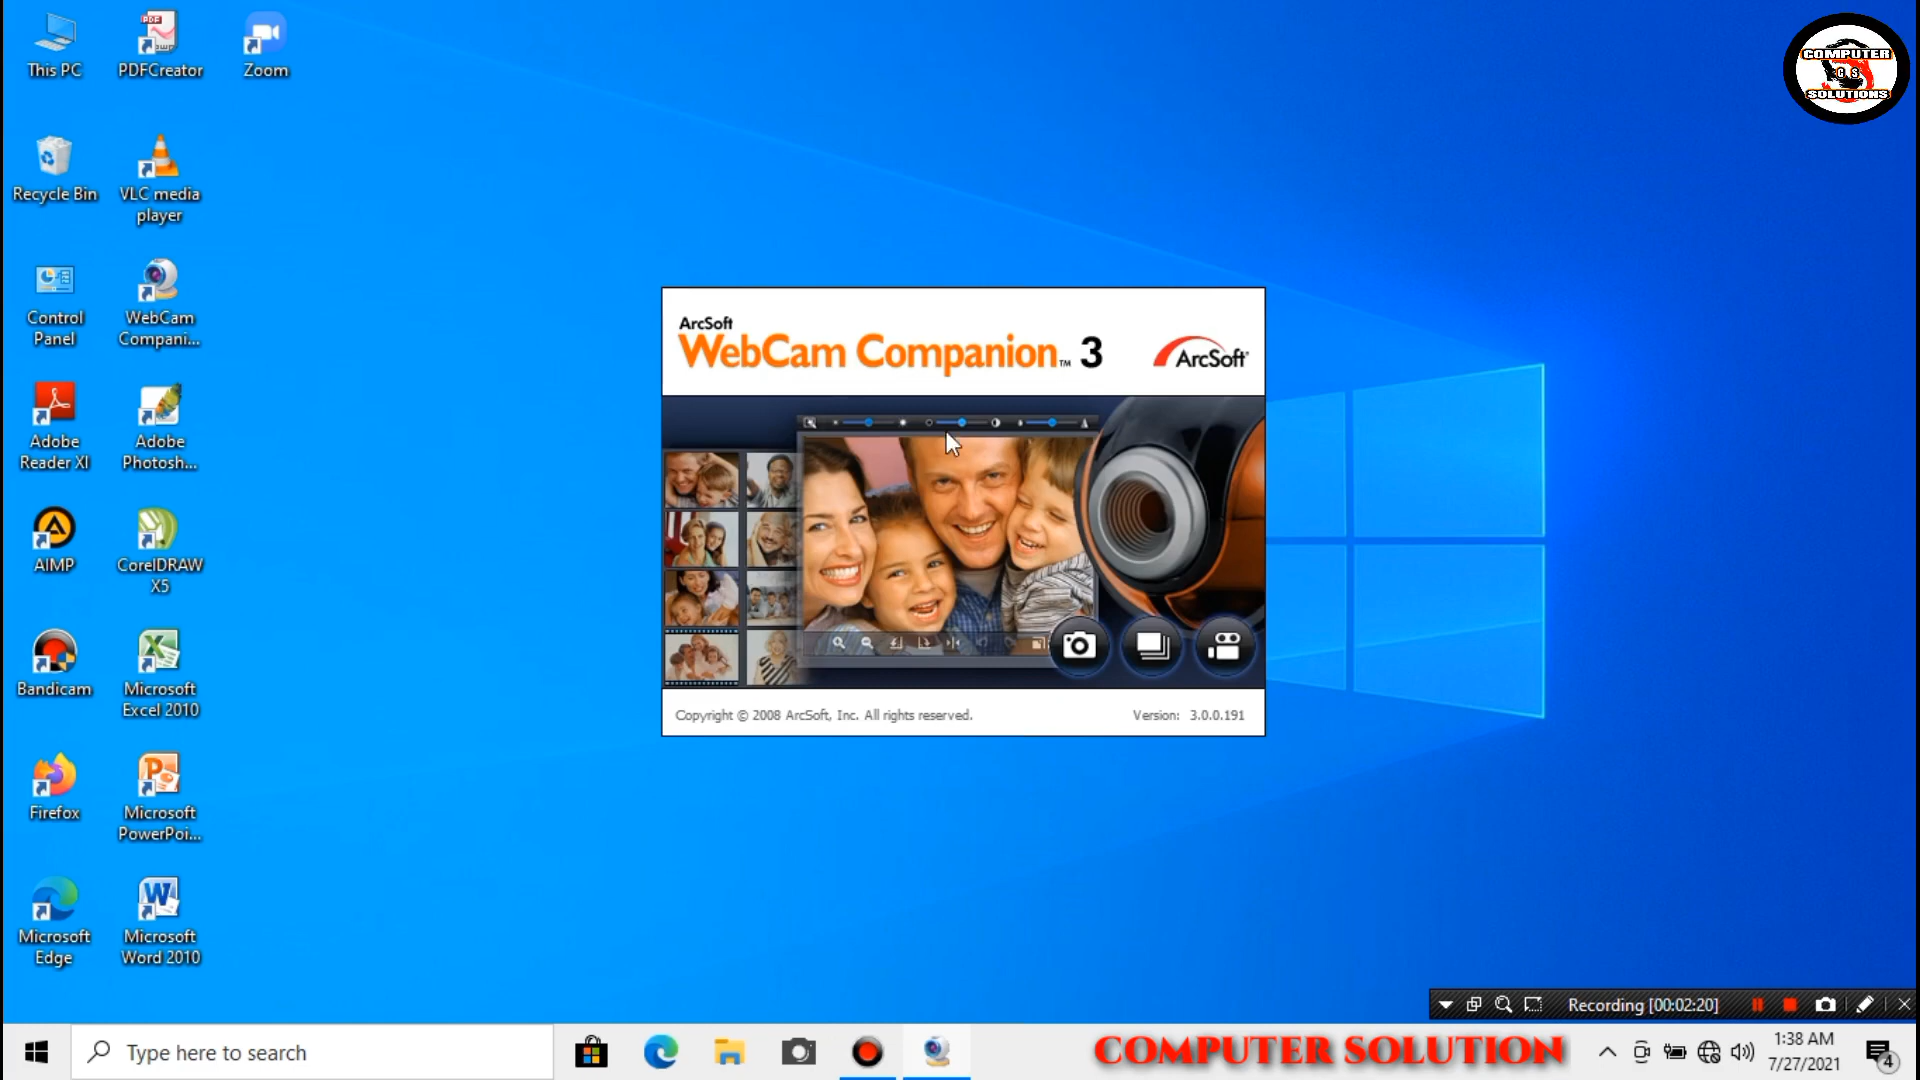 This PC
PDFCreator
Zoom
Recycle Bin
VLC media
player
Control
Panel
WebCam
Compani...
Adobe
Reader XI
Adobe
Photosh...
AIMP
CorelDRAW
X5
Bandicam
Microsoft
Excel 2010
Firefox
Microsoft
PowerPoi...
Microsoft
Edge
Microsoft
Word 2010
COMPUTER
GS
SOLUTIONS
ArcSoft
WebCam Companion™ 3
ArcSoft®
Copyright © 2008 ArcSoft, Inc. All rights reserved.
Version: 3.0.0.191
Recording [00:02:20]
Type here to search
COMPUTER SOLUTION
1:38 AM
7/27/2021
4